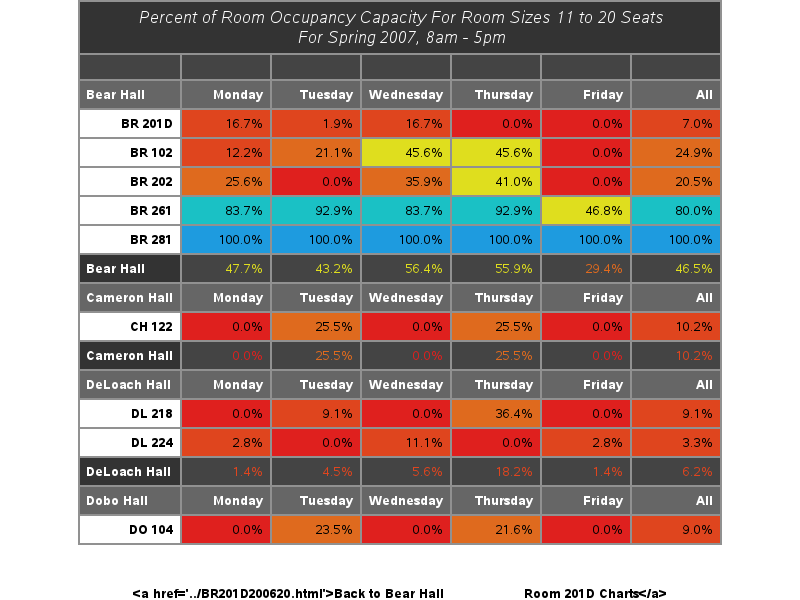 Percent of Room Occupancy Capacity For Room Sizes 11 to 20 Seats
For Spring 2007, 8am - 5pm
Bear Hall Monday Tuesday Wednesday Thursday Friday All
BR 201D 16.7% 1.9% 16.7% 0.0% 0.0% 7.0%
BR 102 12.2% 21.1% 45.6% 45.6% 0.0% 24.9%
BR 202 25.6% 0.0% 35.9% 41.0% 0.0% 20.5%
BR 261 83.7% 92.9% 83.7% 92.9% 46.8% 80.0%
BR 281 100.0% 100.0% 100.0% 100.0% 100.0% 100.0%
Bear Hall 47.7% 43.2% 56.4% 55.9% 29.4% 46.5%
Cameron Hall Monday Tuesday Wednesday Thursday Friday All
CH 122 0.0% 25.5% 0.0% 25.5% 0.0% 10.2%
Cameron Hall 0.0% 25.5% 0.0% 25.5% 0.0% 10.2%
DeLoach Hall Monday Tuesday Wednesday Thursday Friday All
DL 218 0.0% 9.1% 0.0% 36.4% 0.0% 9.1%
DL 224 2.8% 0.0% 11.1% 0.0% 2.8% 3.3%
DeLoach Hall 1.4% 4.5% 5.6% 18.2% 1.4% 6.2%
Dobo Hall Monday Tuesday Wednesday Thursday Friday All
DO 104 0.0% 23.5% 0.0% 21.6% 0.0% 9.0%
<a href='../BR201D200620.html'>Back to Bear Hall Room 201D Charts</a>